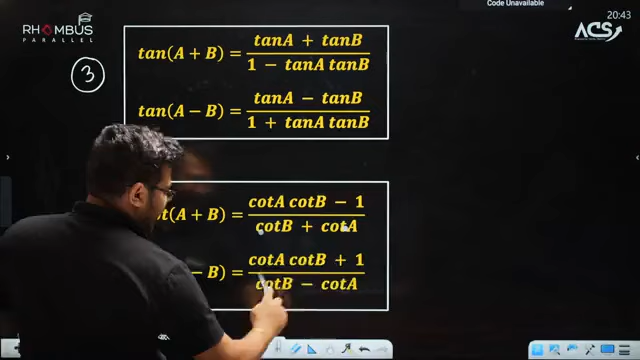 Code Unavailable
RHOMBUS
PARALLEL
ACS
20:43
3
tan(A + B) = tanA + tanB / 1 − tanA tanB
tan(A − B) = tanA − tanB / 1 + tanA tanB
(A + B) = cotA cotB − 1 / cotB + cotA
− B) = cotA cotB + 1 / cotB − cotA